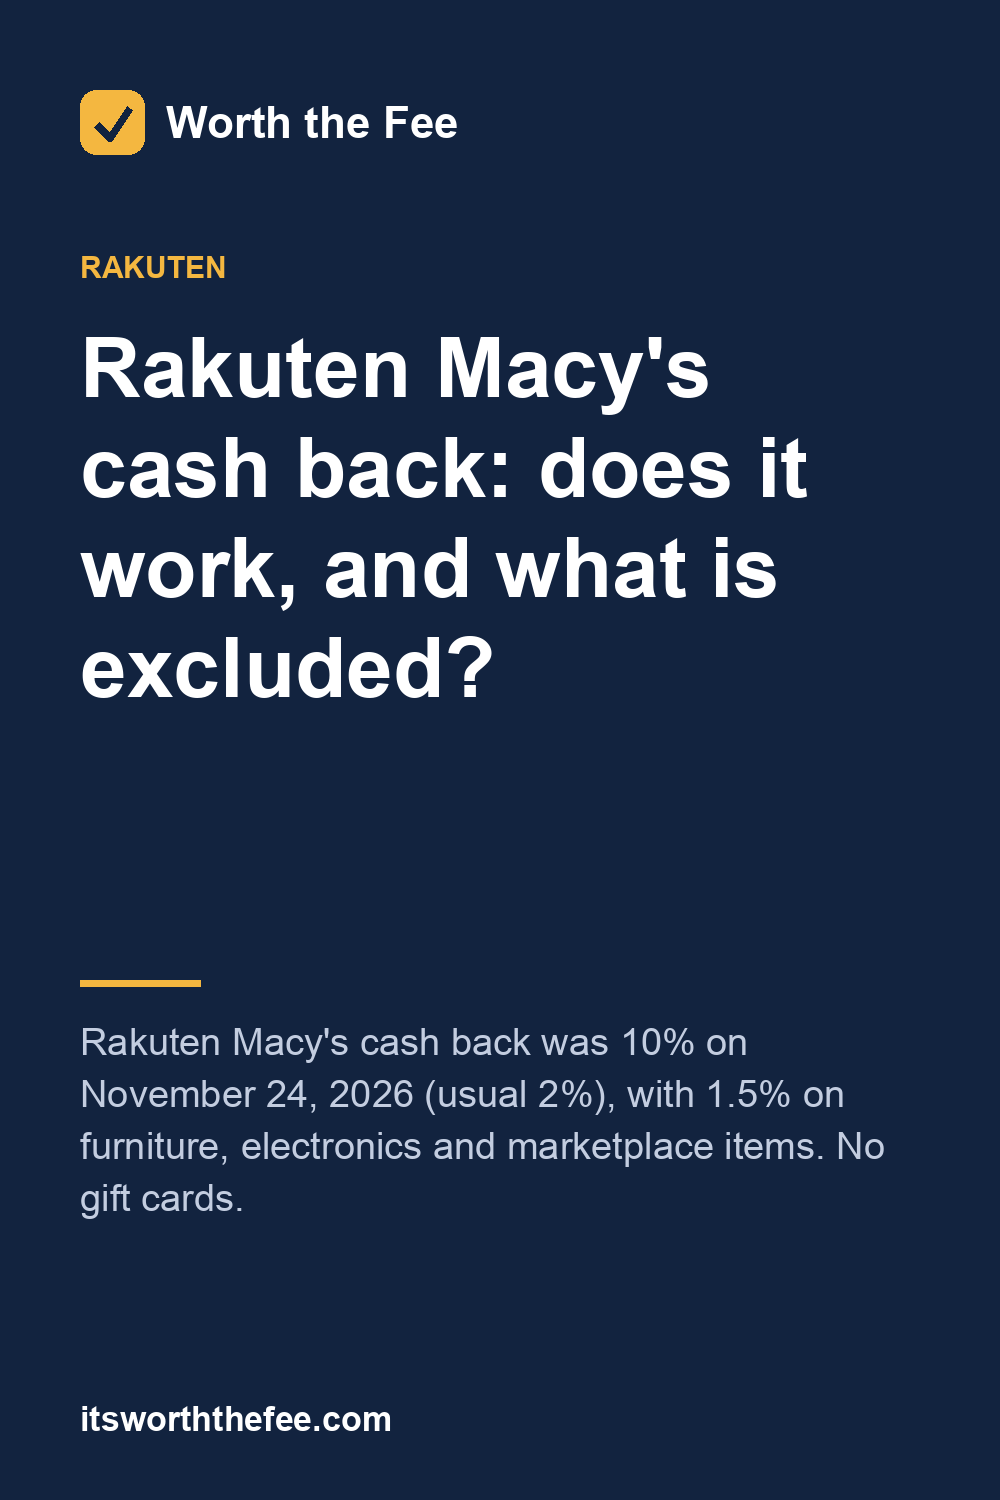 Worth the Fee
RAKUTEN
Rakuten Macy's
cash back: does it
work, and what is
excluded?
Rakuten Macy's cash back was 10% on
November 24, 2026 (usual 2%), with 1.5% on
furniture, electronics and marketplace items. No
gift cards.
itsworththefee.com